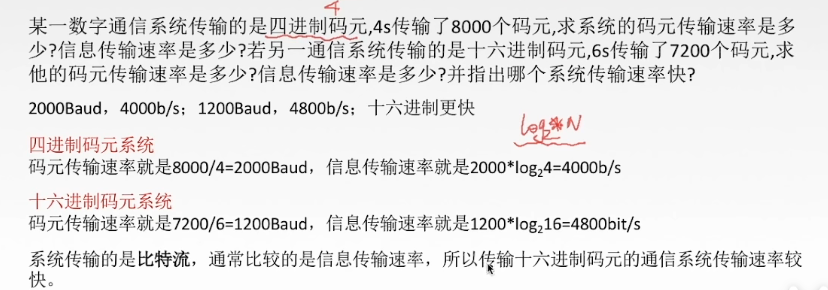 4
某一数字通信系统传输的是四进制码元,4s传输了8000个码元,求系统的码元传输速率是多
少?信息传输速率是多少?若另一通信系统传输的是十六进制码元,6s传输了7200个码元,求
他的码元传输速率是多少?信息传输速率是多少?并指出哪个系统传输速率快?
2000Baud，4000b/s；1200Baud，4800b/s；十六进制更快
四进制码元系统
码元传输速率就是8000/4=2000Baud，信息传输速率就是2000*log₂4=4000b/s
十六进制码元系统
码元传输速率就是7200/6=1200Baud，信息传输速率就是1200*log₂16=4800bit/s
系统传输的是比特流，通常比较的是信息传输速率，所以传输十六进制码元的通信系统传输速率较
快。